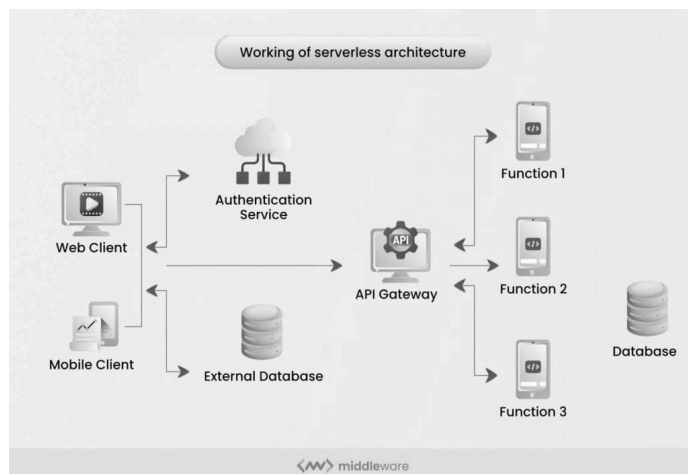 Working of serverless architecture
Authentication
Service
Web Client
Mobile Client
External Database
API
API Gateway
</>
Function 1
</>
Function 2
</>
Function 3
Database
middleware